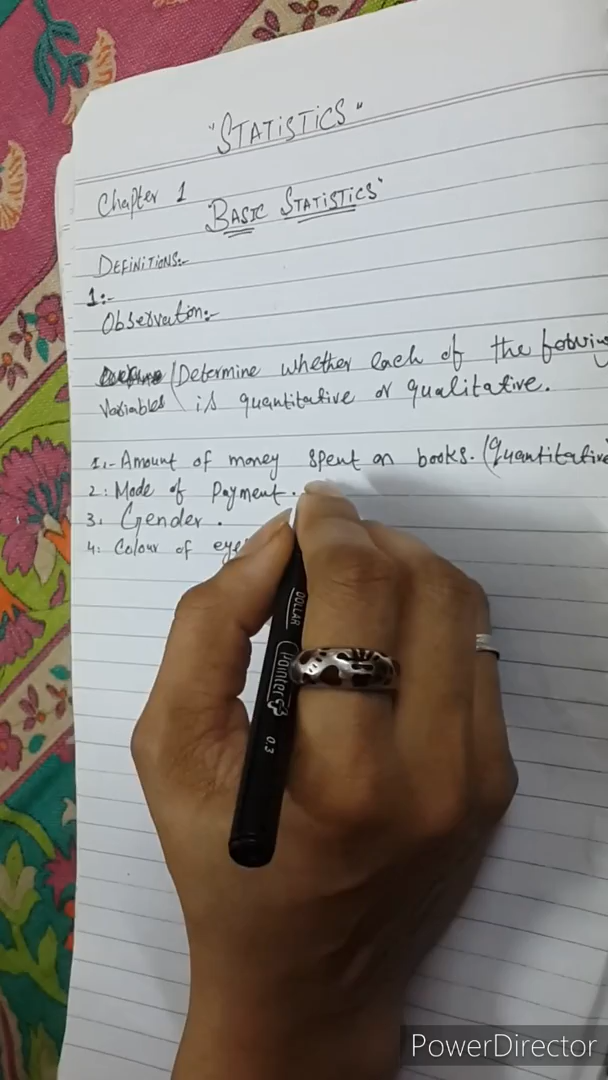 "STATISTICS"
Chapter 1
BASIC STATISTICS"
DEFINITIONS:-
1:-
Observation:-
(Determine whether each of the
Variables is quantitative or qualitative.
1.- Amount of money spent on books. (Quantitative
2: Mode of Payment.
3. Gender.
4: Colour of eye
DOLLAR
Painter
0.3
PowerDirector